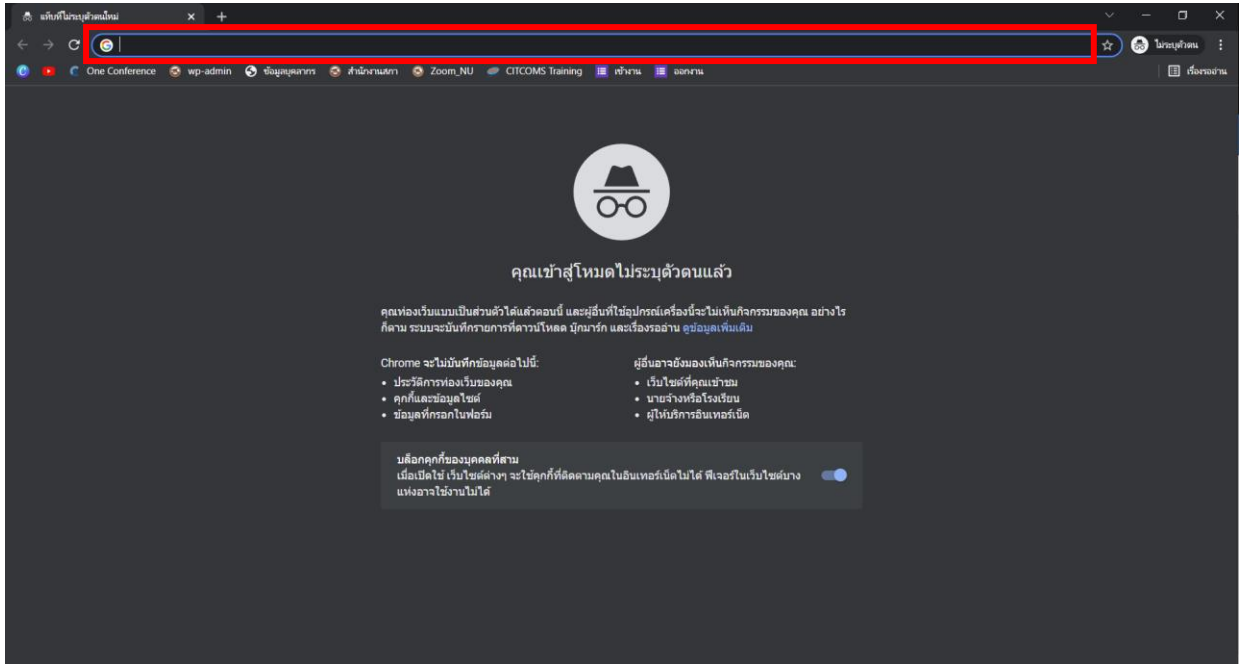 แท็บที่ไม่ระบุตัวตนใหม่
ไม่ระบุตัวตน
One Conference wp-admin ข้อมูลบุคลากร สำนักงานสภา Zoom_NU CITCOMS Training เข้างาน ออกงาน เรื่องรออ่าน
คุณเข้าสู่โหมดไม่ระบุตัวตนแล้ว
คุณท่องเว็บแบบเป็นส่วนตัวได้แล้วตอนนี้ และผู้อื่นที่ใช้อุปกรณ์เครื่องนี้จะไม่เห็นกิจกรรมของคุณ อย่างไร
ก็ตาม ระบบจะบันทึกรายการที่ดาวน์โหลด บุ๊กมาร์ก และเรื่องรออ่าน ดูข้อมูลเพิ่มเติม
Chrome จะไม่บันทึกข้อมูลต่อไปนี้:
• ประวัติการท่องเว็บของคุณ
• คุกกี้และข้อมูลไซต์
• ข้อมูลที่กรอกในฟอร์ม
ผู้อื่นอาจยังมองเห็นกิจกรรมของคุณ:
• เว็บไซต์ที่คุณเข้าชม
• นายจ้างหรือโรงเรียน
• ผู้ให้บริการอินเทอร์เน็ต
บล็อกคุกกี้ของบุคคลที่สาม
เมื่อเปิดใช้ เว็บไซต์ต่างๆ จะใช้คุกกี้ที่ติดตามคุณในอินเทอร์เน็ตไม่ได้ ฟีเจอร์ในเว็บไซต์บาง
แห่งอาจใช้งานไม่ได้